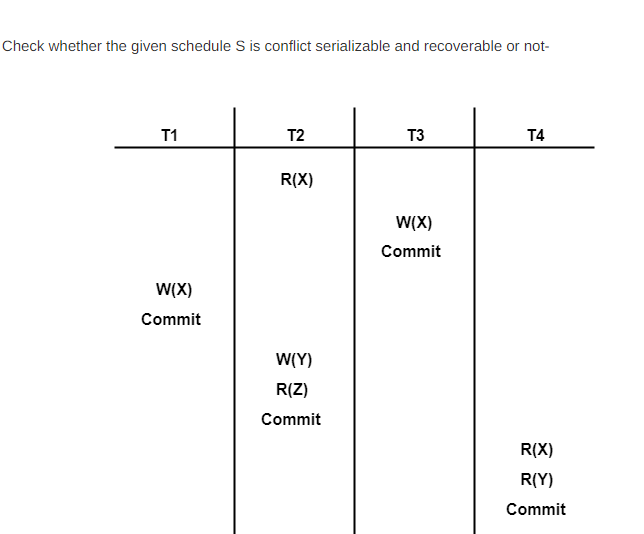 Check whether the given schedule S is conflict serializable and recoverable or not-
T1 T2 T3 T4
R(X)
W(X)
Commit
W(X)
Commit
W(Y)
R(Z)
Commit
R(X)
R(Y)
Commit